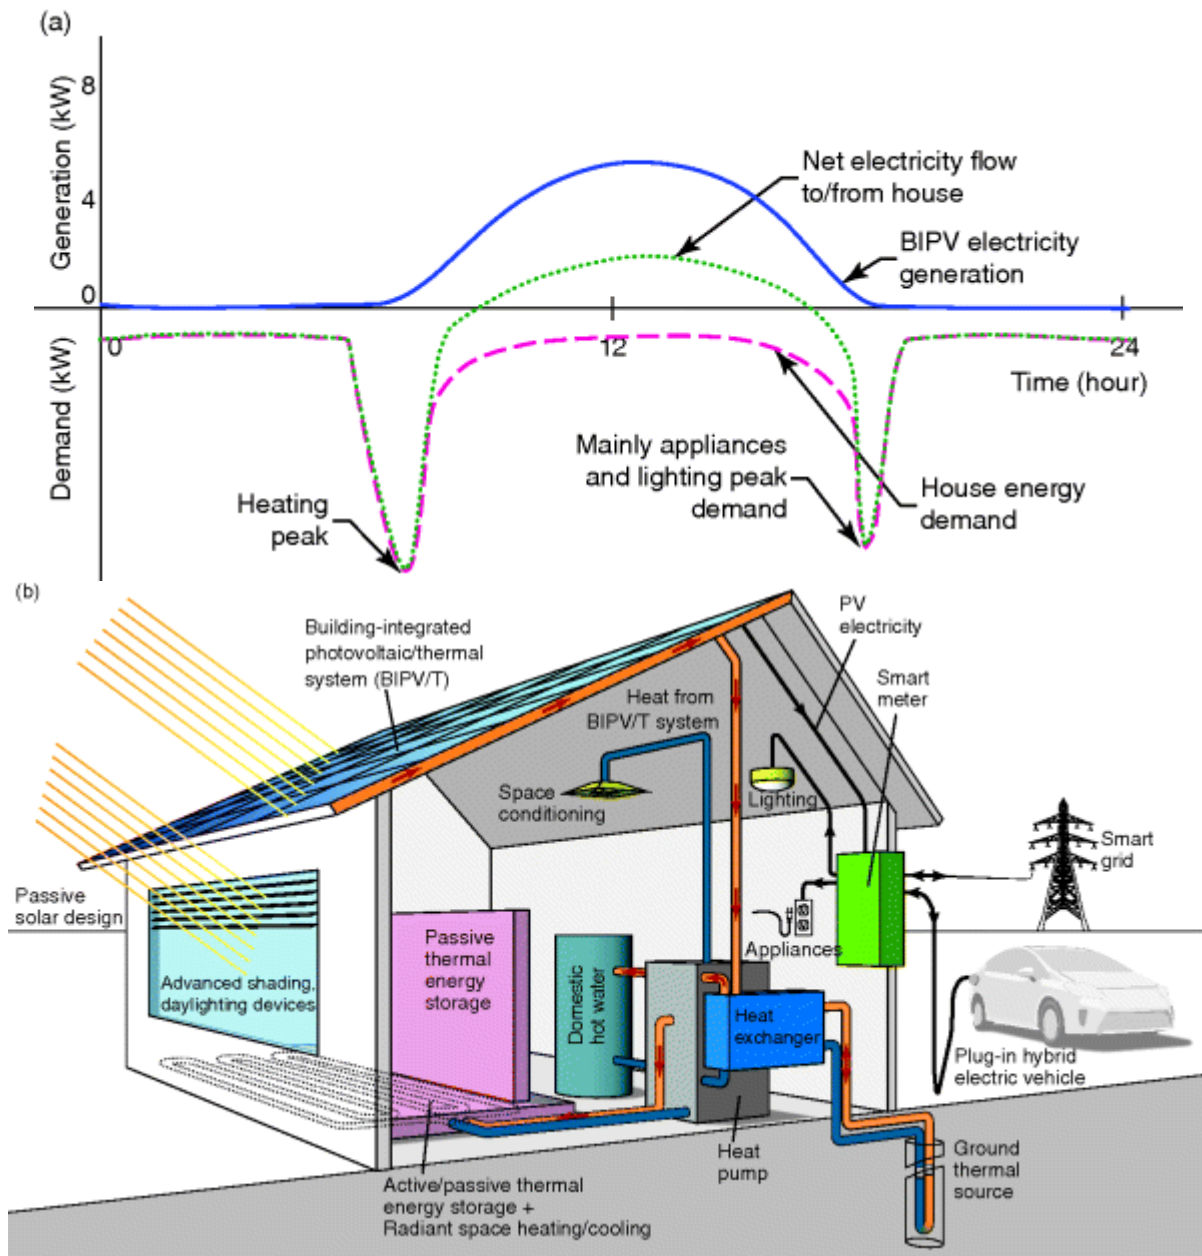 (a)
Generation (kW)
8
4
0
Demand (kW)
0
12
24
Time (hour)
Net electricity flow
to/from house
BIPV electricity
generation
Heating
peak
Mainly appliances
and lighting peak
demand
House energy
demand
(b)
Building-integrated
photovoltaic/thermal
system (BIPV/T)
PV
electricity
Smart
meter
Heat from
BIPV/T system
Space
conditioning
Lighting
Smart
grid
Passive
solar design
Advanced shading,
daylighting devices
Passive
thermal
energy
storage
Domestic
hot water
Appliances
Heat
exchanger
Plug-in hybrid
electric vehicle
Heat
pump
Ground
thermal
source
Active/passive thermal
energy storage +
Radiant space heating/cooling